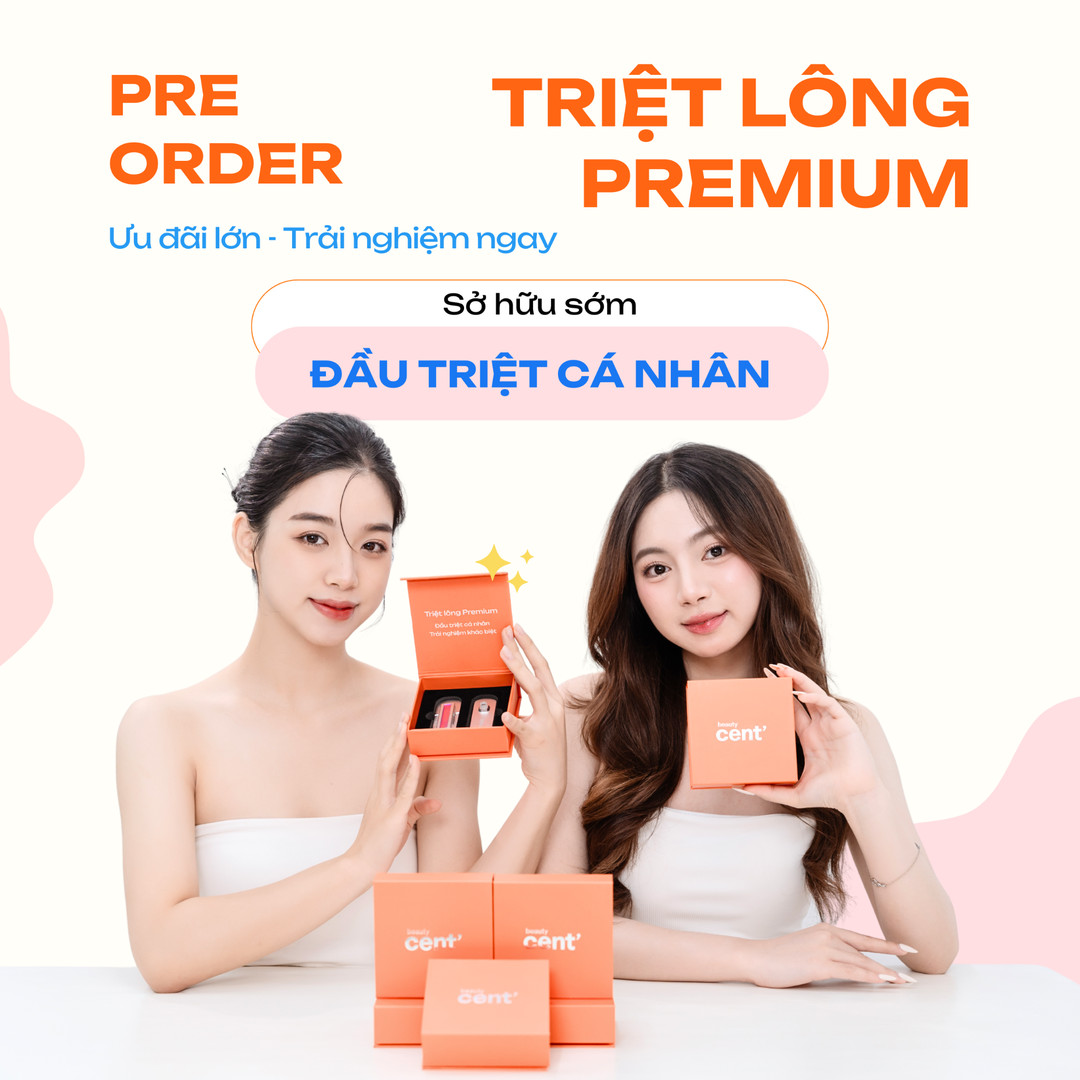 PRE
ORDER
TRIỆT LÔNG
PREMIUM
Ưu đãi lớn - Trải nghiệm ngay
Sở hữu sớm
ĐẦU TRIỆT CÁ NHÂN
Triệt lông Premium
Đầu triệt cá nhân
Trải nghiệm khác biệt
beauty
cent'
beauty
cent'
beauty
cent'
beauty
cent'